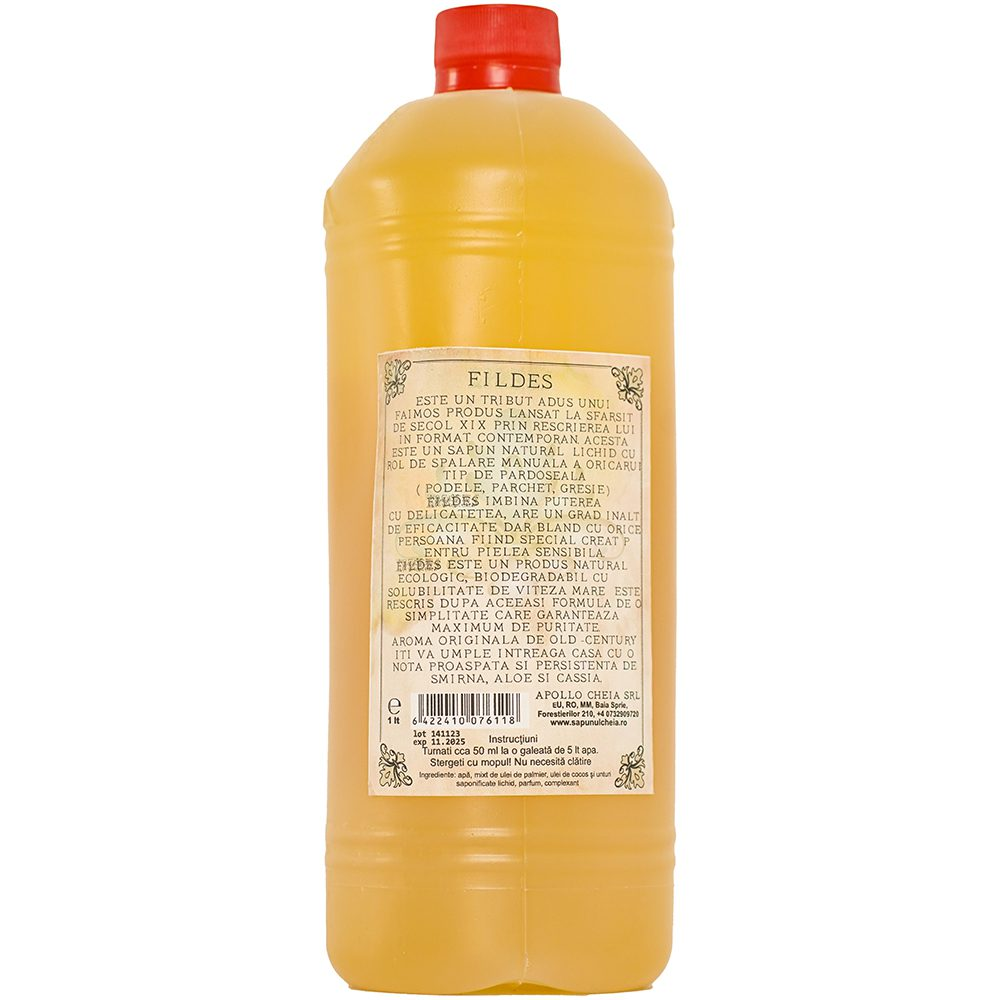 FILDES
ESTE UN TRIBUT ADUS UNUI
FAIMOS PRODUS LANSAT LA SFARSIT
DE SECOL XIX PRIN RESCRIEREA LUI
IN FORMAT CONTEMPORAN. ACESTA
ESTE UN SAPUN NATURAL LICHID CU
ROL DE SPALARE MANUALA A ORICARUI
TIP DE PARDOSEALA
( PODELE, PARCHET, GRESIE)
FILDES IMBINA PUTEREA
CU DELICATETEA, ARE UN GRAD INALT
DE EFICACITATE DAR BLAND CU ORICE
PERSOANA FIIND SPECIAL CREAT P
ENTRU PIELEA SENSIBILA.
FILDES ESTE UN PRODUS NATURAL
ECOLOGIC, BIODEGRADABIL CU
SOLUBILITATE DE VITEZA MARE ESTE
RESCRIS DUPA ACEEASI FORMULA DE O
SIMPLITATE CARE GARANTEAZA
MAXIMUM DE PURITATE.
AROMA ORIGINALA DE OLD -CENTURY
ITI VA UMPLE INTREAGA CASA CU O
NOTA PROASPATA SI PERSISTENTA DE
SMIRNA, ALOE SI CASSIA.
e
1 lt
6 422410 076118
APOLLO CHEIA SRL
EU, RO, MM, Baia Sprie,
Forestierilor 210, +4 0732909720
www.sapunulcheia.ro
lot 141123
exp 11.2025
Instrucţiuni
Turnati cca 50 ml la o galeată de 5 lt apa.
Stergeti cu mopul! Nu necesită clătire
Ingrediente: apă, mixt de ulei de palmier, ulei de cocos şi unturi
saponificate lichid, parfum, complexant